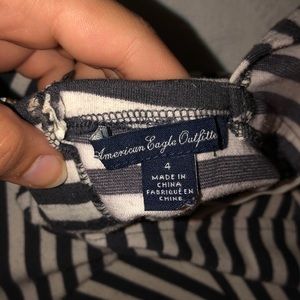 American Eagle Outfitters
4
MADE IN
CHINA
FABRIQUÉ EN
CHINE